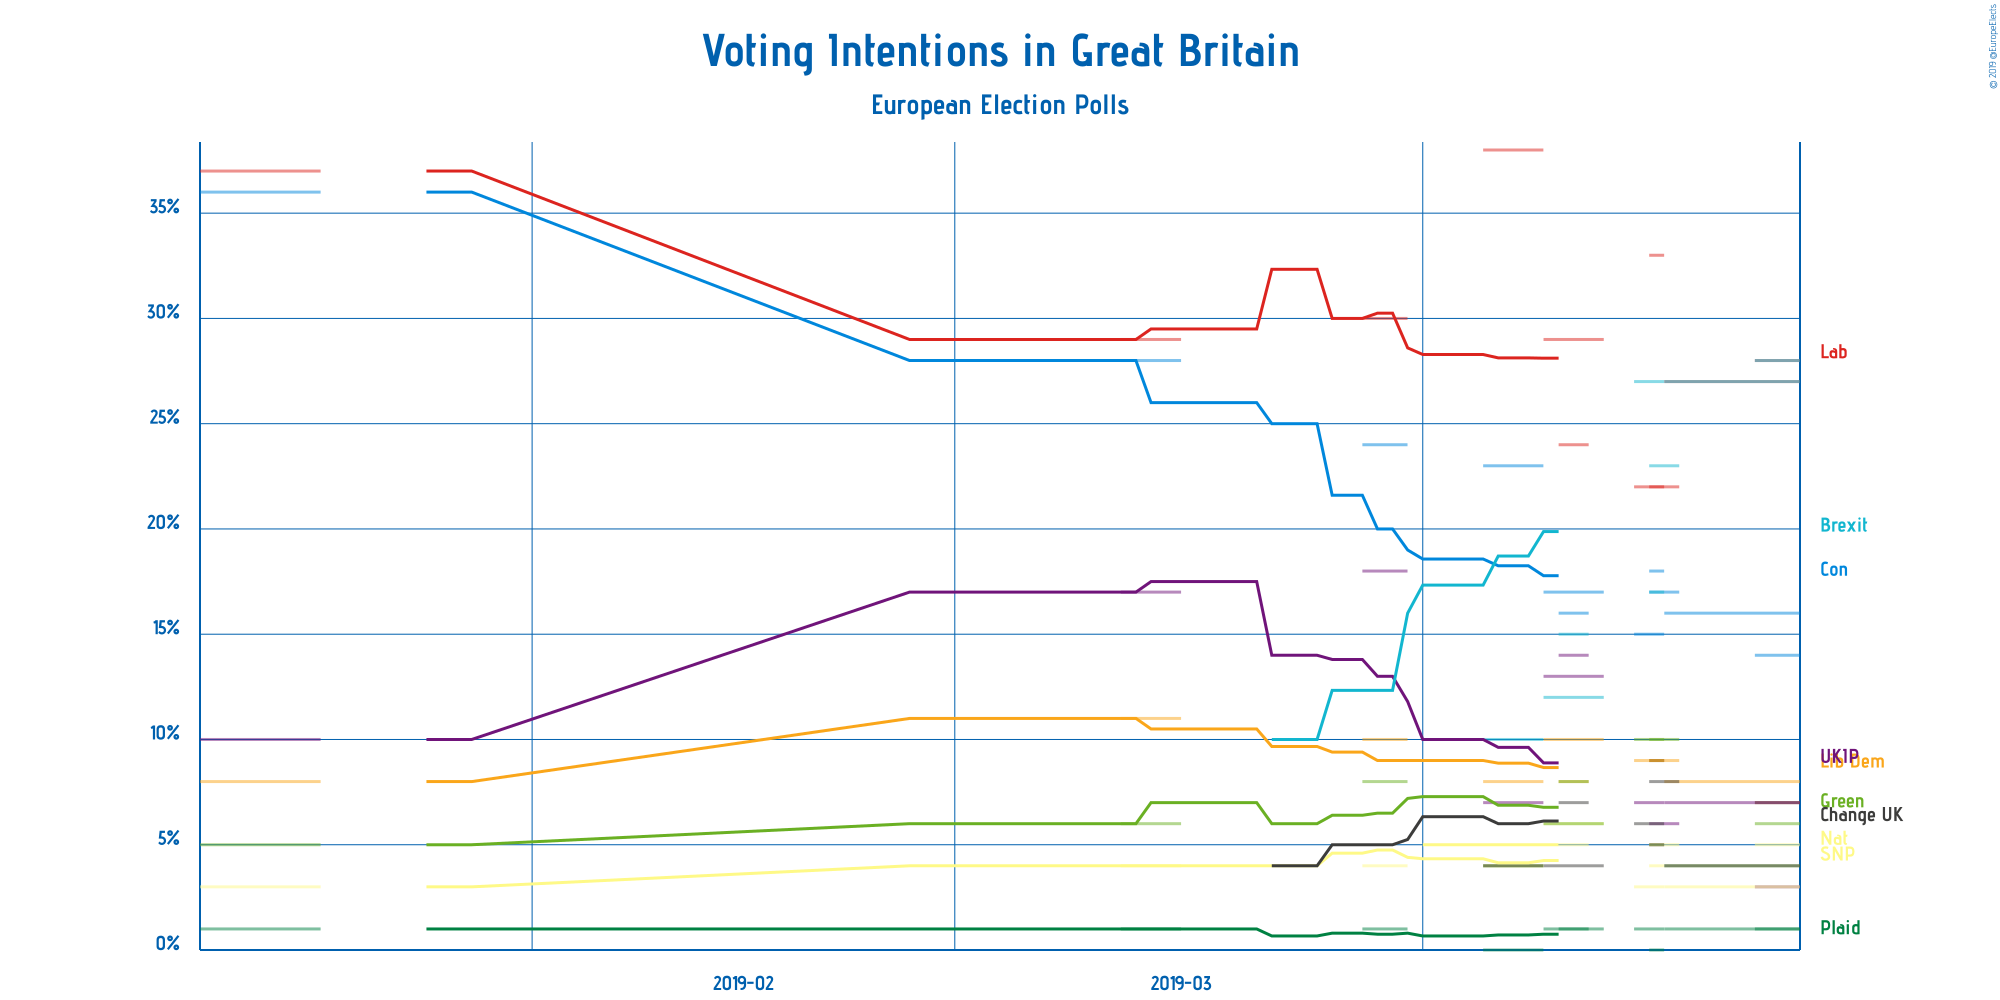 © 2019 @EuropeElects
Voting Intentions in Great Britain
European Election Polls
35%
30%
25%
20%
15%
10%
5%
0%
2019-02
2019-03
Lab
Brexit
Con
UKIP
Lib Dem
Green
Change UK
Nat
SNP
Plaid